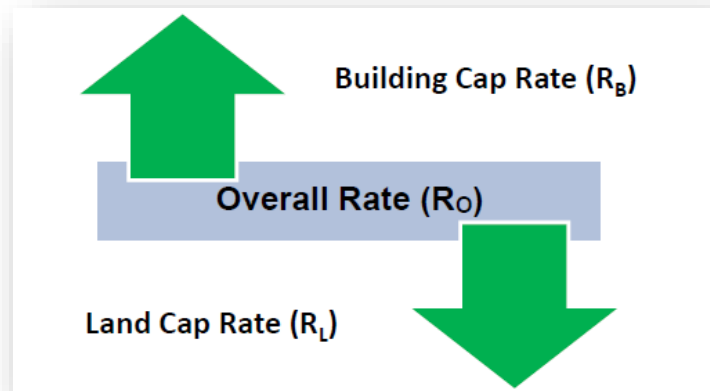 Building Cap Rate (RB)
Overall Rate (RO)
Land Cap Rate (RL)